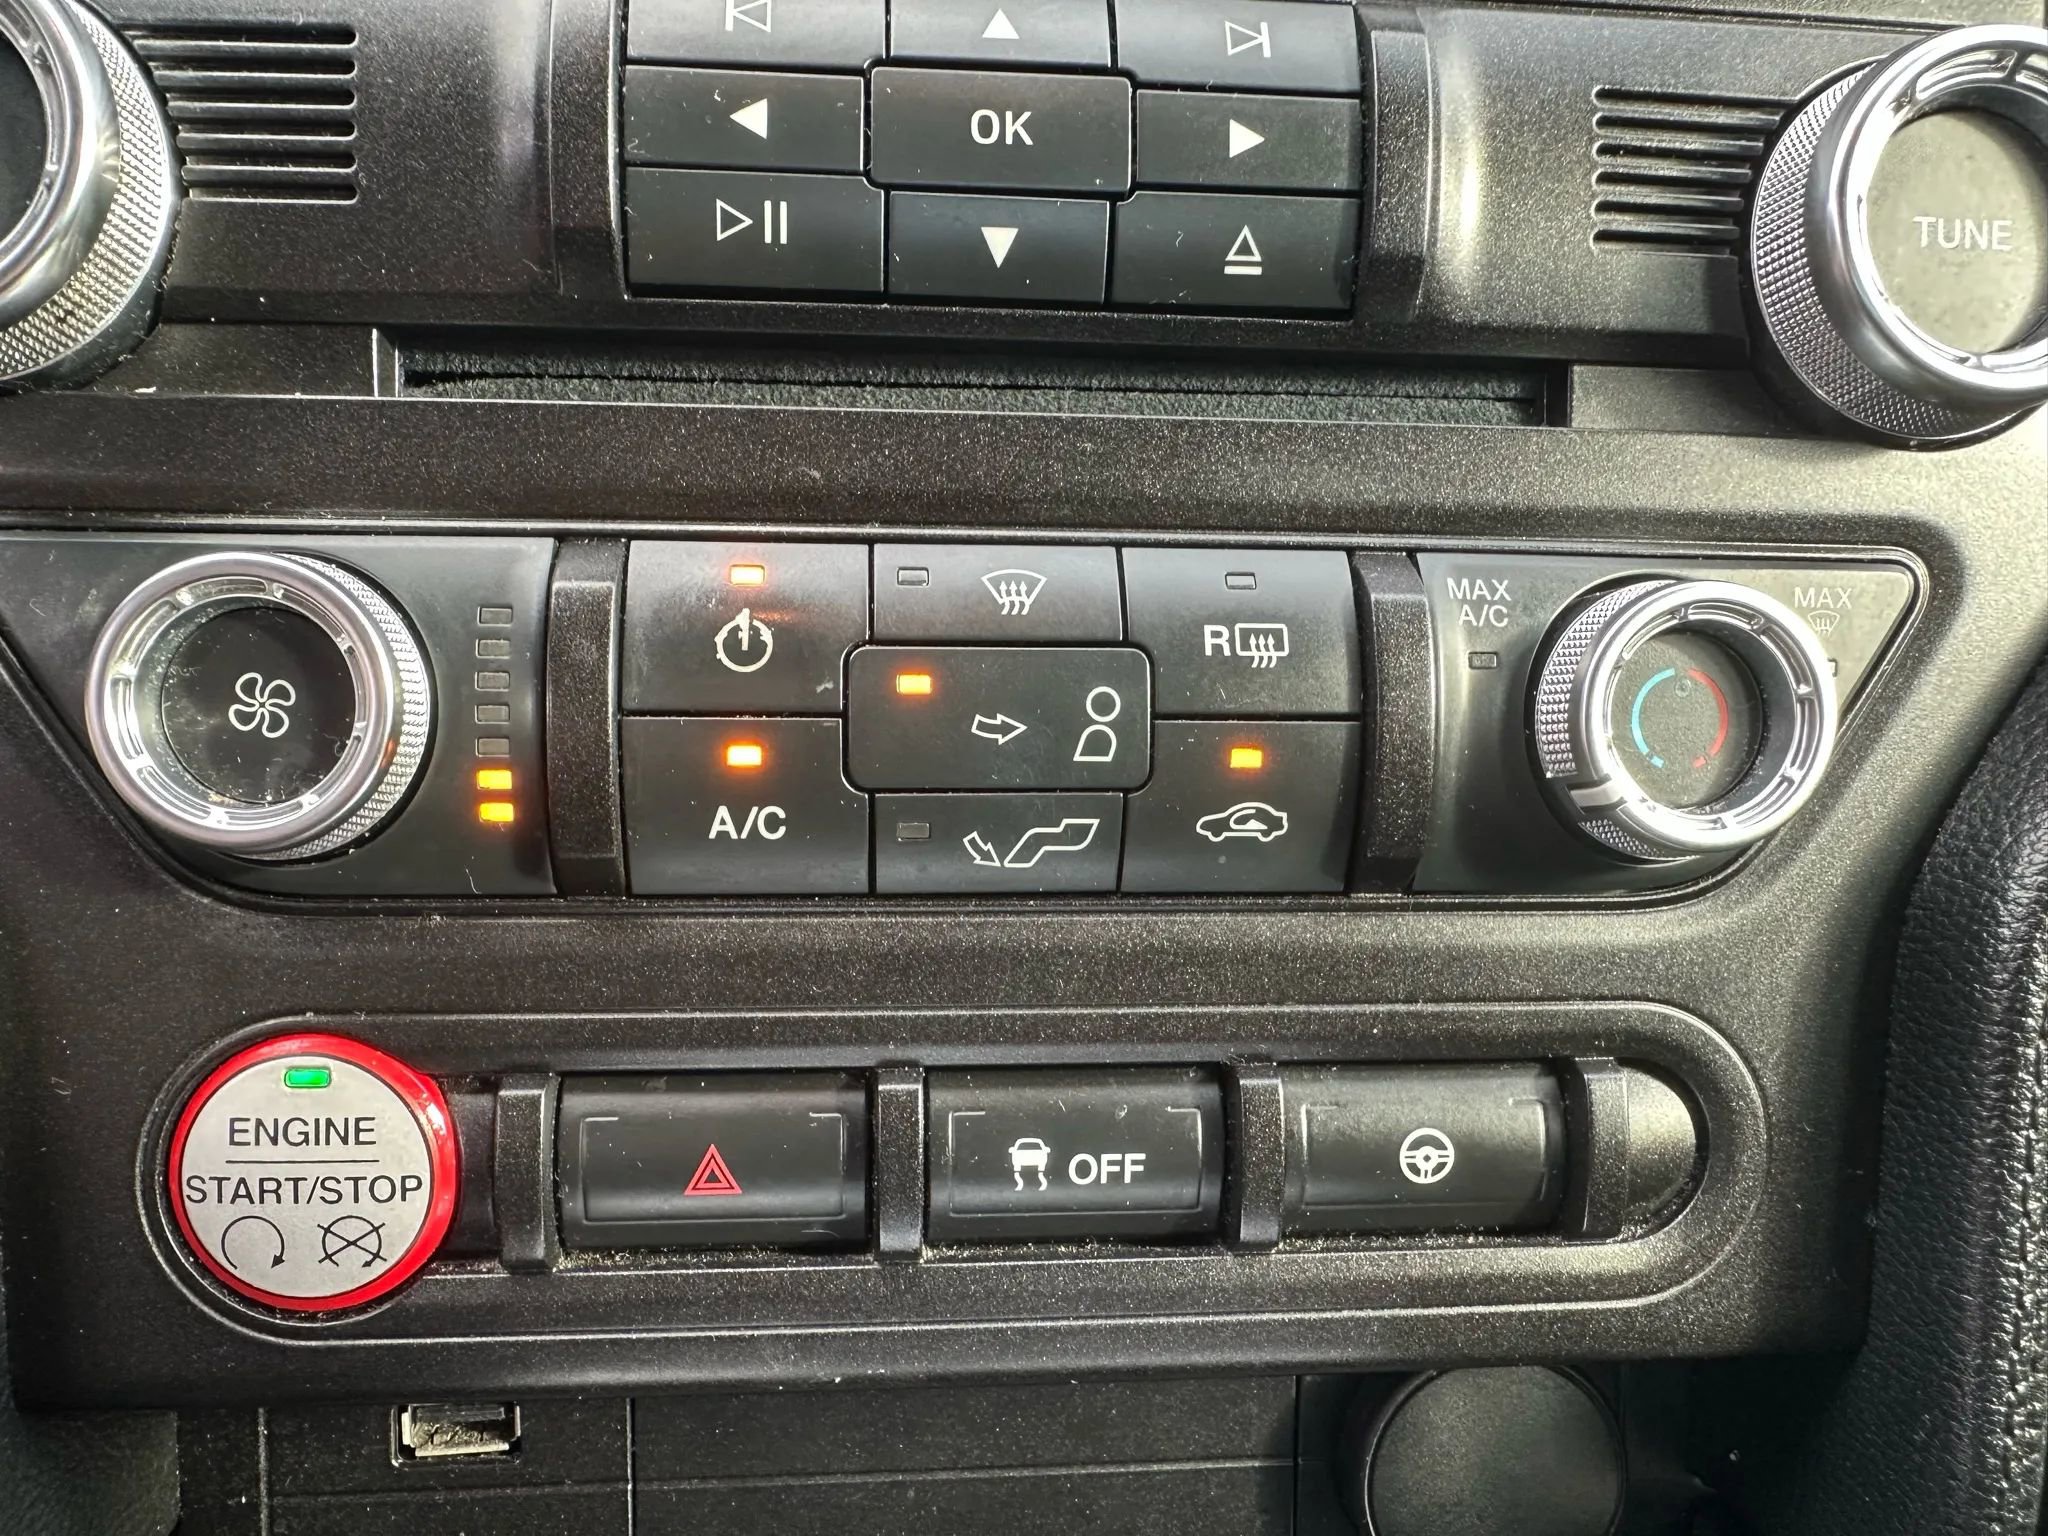 OK
TUNE
MAX
A/C
MAX
R
A/C
ENGINE
START/STOP
OFF